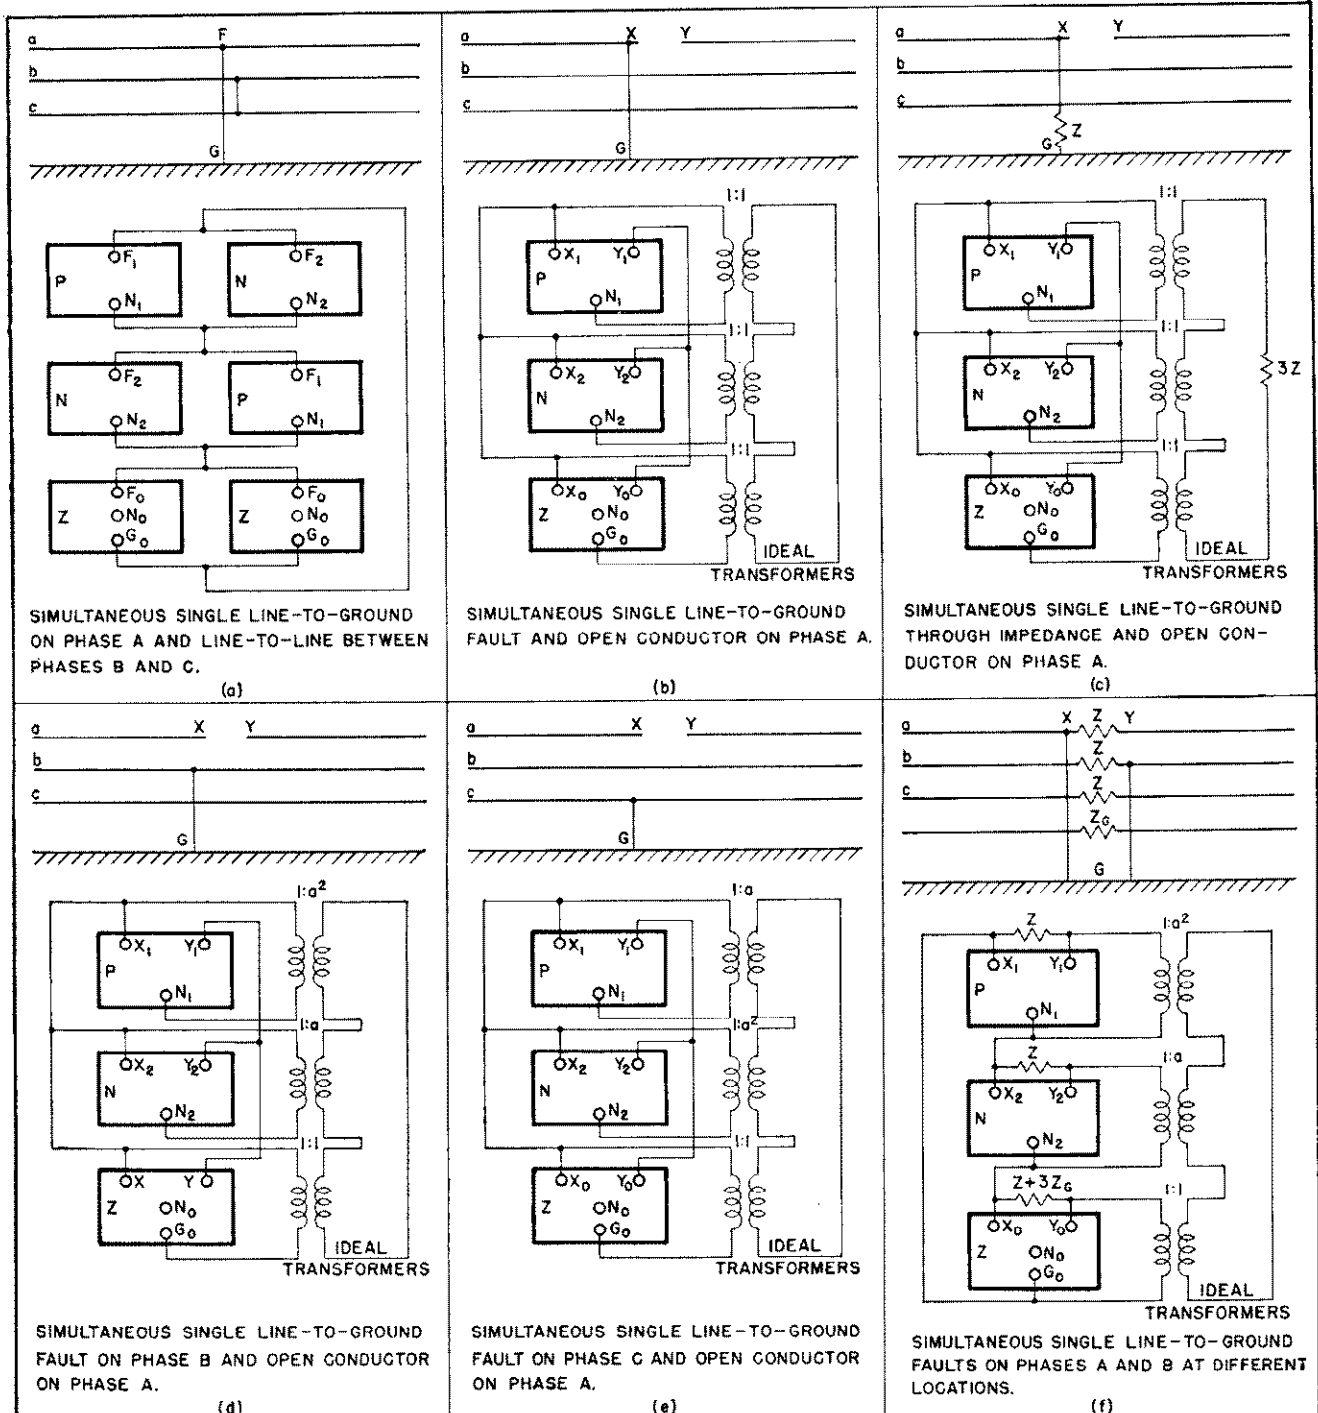 a F
b
c
G
F₁ F₂
P N
N₁ N₂
F₂ F₁
N P
N₂ N₁
F₀ F₀
Z N₀ Z N₀
G₀ G₀
SIMULTANEOUS SINGLE LINE-TO-GROUND
ON PHASE A AND LINE-TO-LINE BETWEEN
PHASES B AND C.
(a)
a X Y
b
c
G
1:1
X₁ Y₁
P
N₁
1:1
X₂ Y₂
N
N₂
1:1
X₀ Y₀
Z N₀
G₀
IDEAL
TRANSFORMERS
SIMULTANEOUS SINGLE LINE-TO-GROUND
FAULT AND OPEN CONDUCTOR ON PHASE A.
(b)
a X Y
b
c
G Z
1:1
X₁ Y₁
P
N₁
1:1
3Z
X₂ Y₂
N
N₂
1:1
X₀ Y₀
Z N₀
G₀
IDEAL
TRANSFORMERS
SIMULTANEOUS SINGLE LINE-TO-GROUND
THROUGH IMPEDANCE AND OPEN CON-
DUCTOR ON PHASE A.
(c)
a X Y
b
c
G
1:a²
X₁ Y₁
P
N₁
1:a
X₂ Y₂
N
N₂
1:1
X Y
Z N₀
G₀
IDEAL
TRANSFORMERS
SIMULTANEOUS SINGLE LINE-TO-GROUND
FAULT ON PHASE B AND OPEN CONDUCTOR
ON PHASE A.
(d)
a X Y
b
c
G
1:a
X₁ Y₁
P
N₁
1:a²
X₂ Y₂
N
N₂
1:1
X₀ Y₀
Z N₀
G₀
IDEAL
TRANSFORMERS
SIMULTANEOUS SINGLE LINE-TO-GROUND
FAULT ON PHASE C AND OPEN CONDUCTOR
ON PHASE A.
(e)
X Z Y
a
Z
b
Z
c
Z_G
G
Z 1:a²
X₁ Y₁
P
N₁
Z 1:a
X₂ Y₂
N
N₂
Z+3Z_G 1:1
X₀ Y₀
Z N₀
G₀
IDEAL
TRANSFORMERS
SIMULTANEOUS SINGLE LINE-TO-GROUND
FAULTS ON PHASES A AND B AT DIFFERENT
LOCATIONS.
(f)